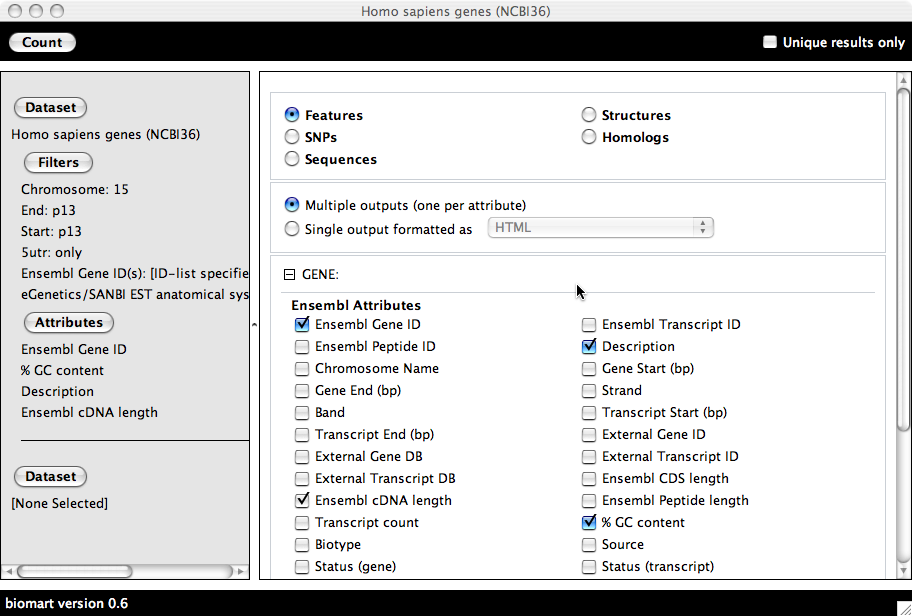 Homo sapiens genes (NCBI36)
Count
Unique results only
Dataset
Homo sapiens genes (NCBI36)
Filters
Chromosome: 15
End: p13
Start: p13
5utr: only
Ensembl Gene ID(s): [ID-list specifie
eGenetics/SANBI EST anatomical sys
Attributes
Ensembl Gene ID
% GC content
Description
Ensembl cDNA length
Dataset
[None Selected]
Features
Structures
SNPs
Homologs
Sequences
Multiple outputs (one per attribute)
Single output formatted as HTML
GENE:
Ensembl Attributes
Ensembl Gene ID
Ensembl Transcript ID
Ensembl Peptide ID
Description
Chromosome Name
Gene Start (bp)
Gene End (bp)
Strand
Band
Transcript Start (bp)
Transcript End (bp)
External Gene ID
External Gene DB
External Transcript ID
External Transcript DB
Ensembl CDS length
Ensembl cDNA length
Ensembl Peptide length
Transcript count
% GC content
Biotype
Source
Status (gene)
Status (transcript)
biomart version 0.6